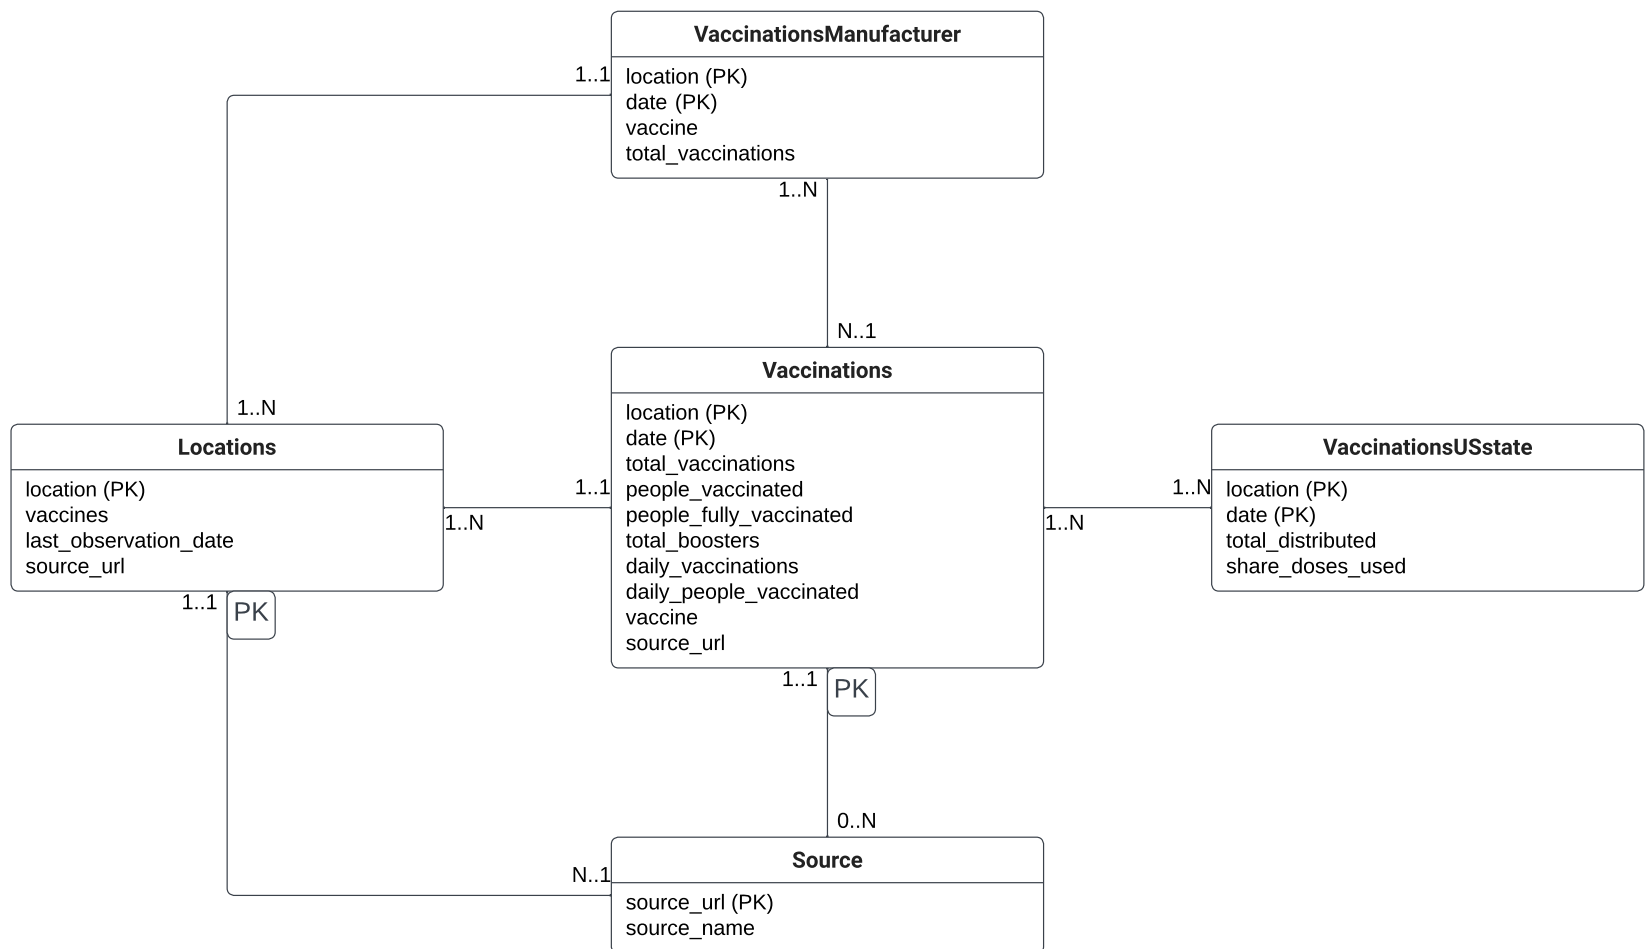 VaccinationsManufacturer
1..1
location (PK)
date (PK)
vaccine
total_vaccinations
1..N
N..1
Vaccinations
location (PK)
date (PK)
total_vaccinations
people_vaccinated
people_fully_vaccinated
total_boosters
daily_vaccinations
daily_people_vaccinated
vaccine
source_url
1..N
Locations
location (PK)
vaccines
last_observation_date
source_url
1..1
1..N
VaccinationsUSstate
location (PK)
date (PK)
total_distributed
share_doses_used
1..N
1..N
1..1
PK
1..1
PK
0..N
N..1
Source
source_url (PK)
source_name